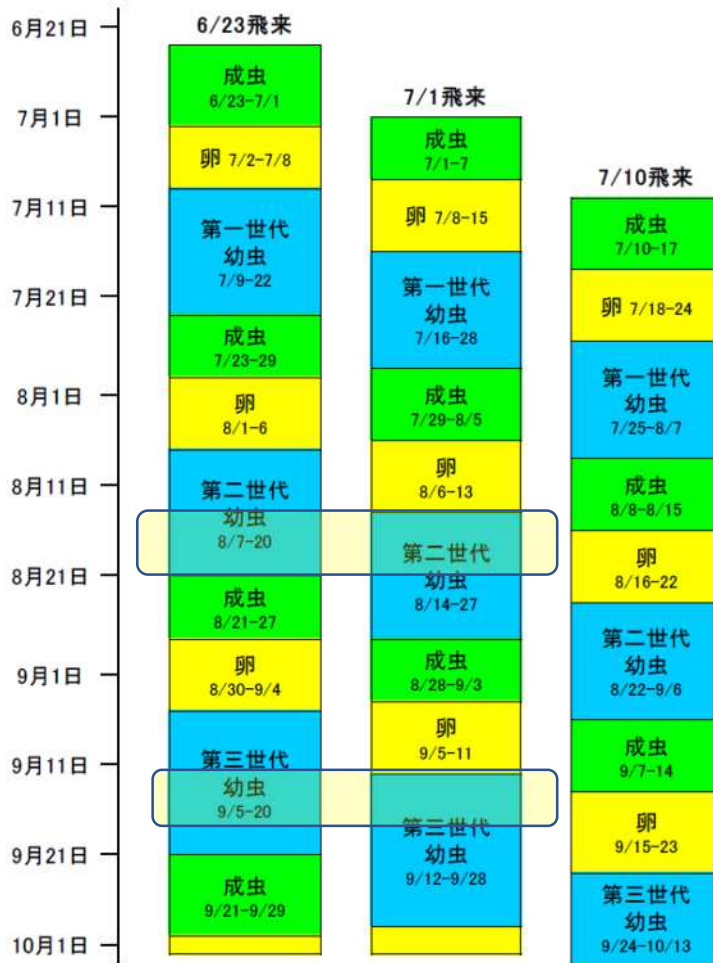 6月21日
7月1日
7月11日
7月21日
8月1日
8月11日
8月21日
9月1日
9月11日
9月21日
10月1日
6/23飛来
成虫
6/23-7/1
卵 7/2-7/8
第一世代
幼虫
7/9-22
成虫
7/23-29
卵
8/1-6
第二世代
幼虫
8/7-20
成虫
8/21-27
卵
8/30-9/4
第三世代
幼虫
9/5-20
成虫
9/21-9/29
7/1飛来
成虫
7/1-7
卵 7/8-15
第一世代
幼虫
7/16-28
成虫
7/29-8/5
卵
8/6-13
第二世代
幼虫
8/14-27
成虫
8/28-9/3
卵
9/5-11
第三世代
幼虫
9/12-9/28
7/10飛来
成虫
7/10-17
卵 7/18-24
第一世代
幼虫
7/25-8/7
成虫
8/8-8/15
卵
8/16-22
第二世代
幼虫
8/22-9/6
成虫
9/7-14
卵
9/15-23
第三世代
幼虫
9/24-10/13